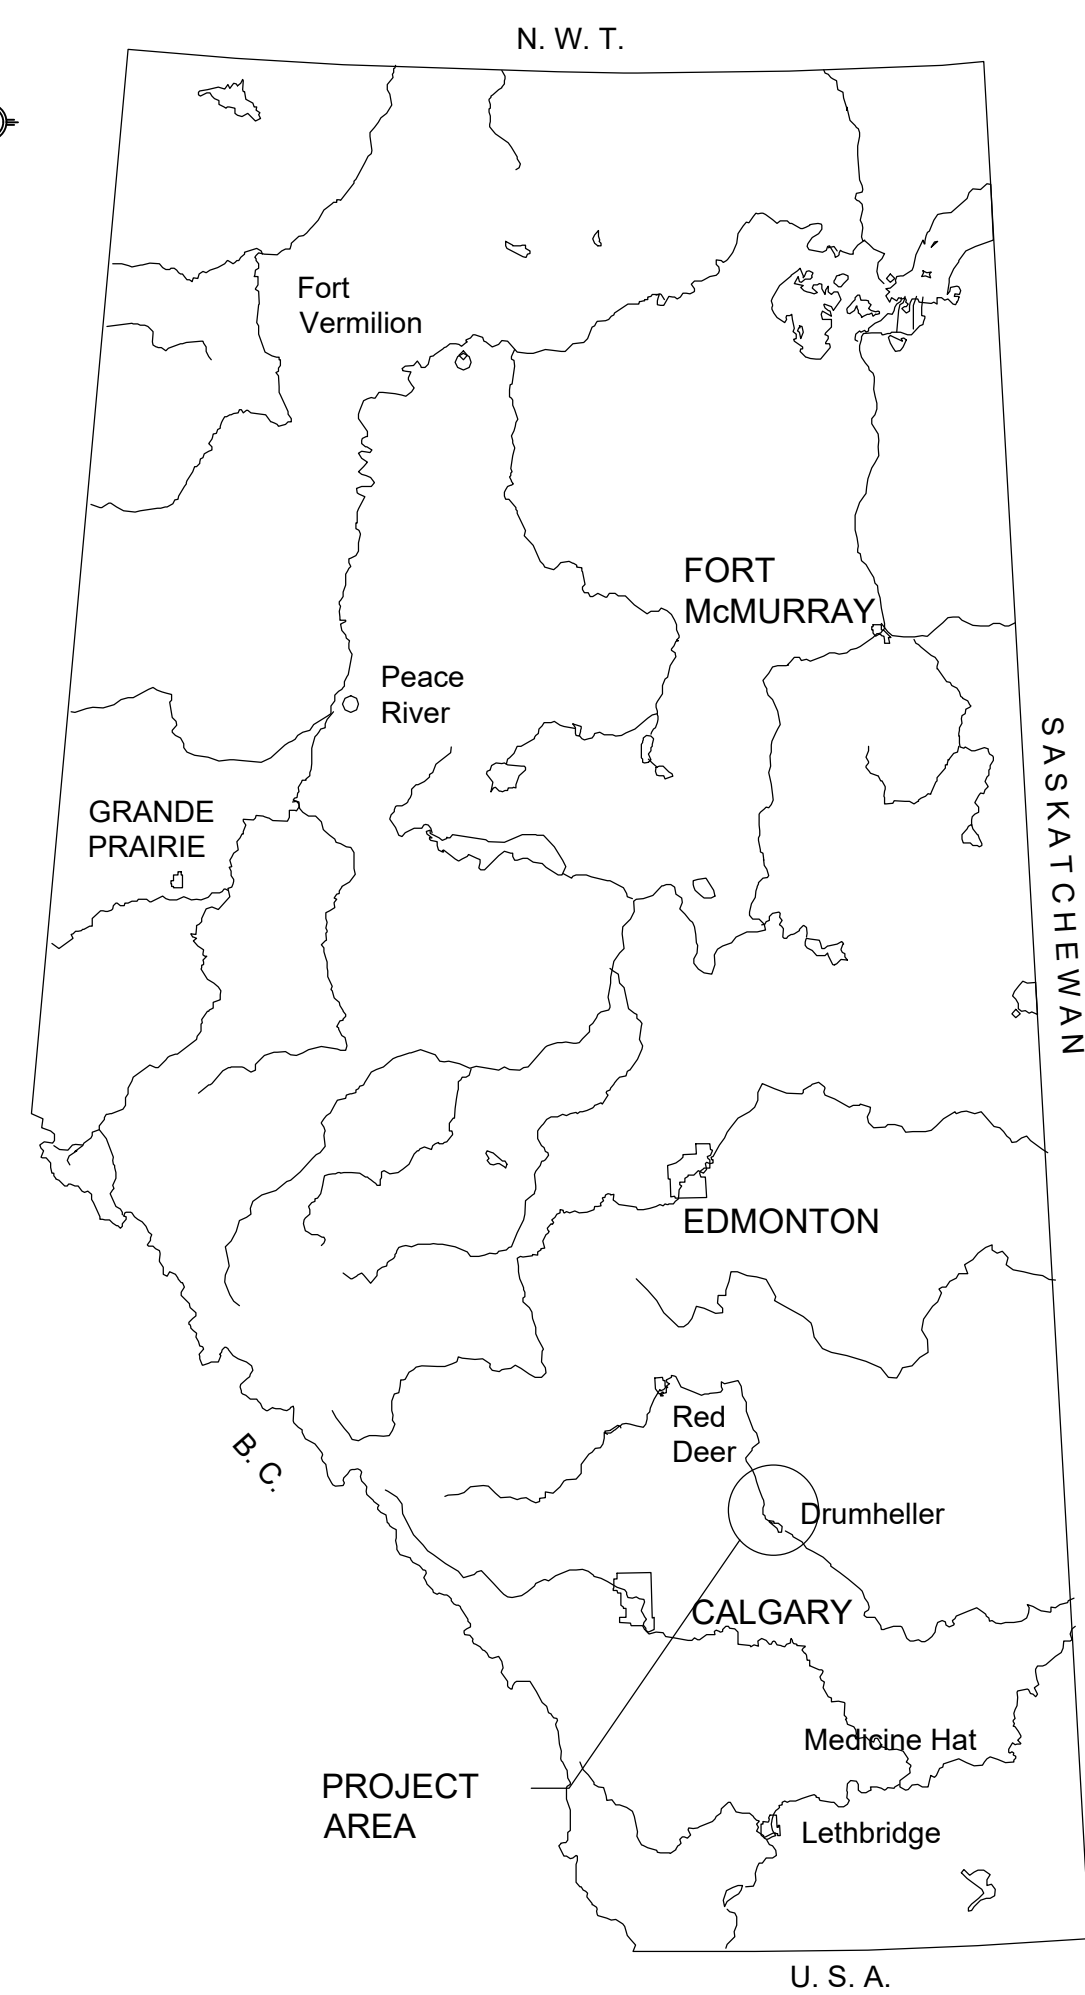 N. W. T.
Fort
Vermilion
FORT
McMURRAY
Peace
River
SASKATCHEWAN
GRANDE
PRAIRIE
EDMONTON
Red
Deer
B. C.
Drumheller
CALGARY
Medicine Hat
PROJECT
AREA
Lethbridge
U. S. A.